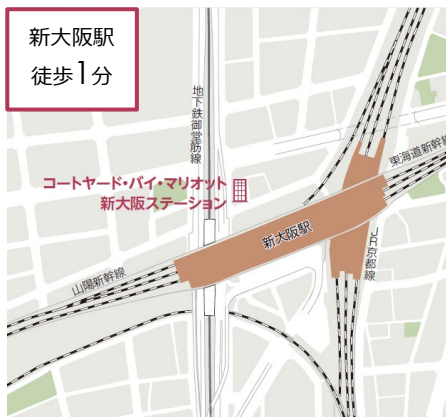 新大阪駅
徒歩1分
地下鉄御堂筋線
東海道新幹線
コートヤード・バイ・マリオット
新大阪ステーション
新大阪駅
JR京都線
山陽新幹線